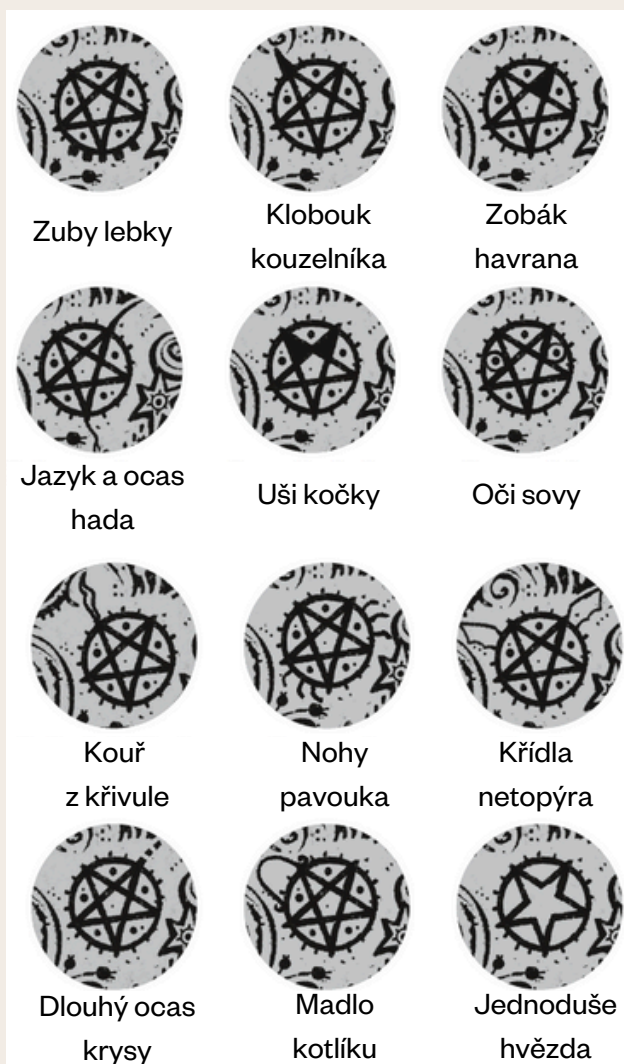 Zuby lebky
Klobouk
kouzelníka
Zobák
havrana
Jazyk a ocas
hada
Uši kočky
Oči sovy
Kouř
z křivule
Nohy
pavouka
Křídla
netopýra
Dlouhý ocas
krysy
Madlo
kotlíku
Jednoduše
hvězda